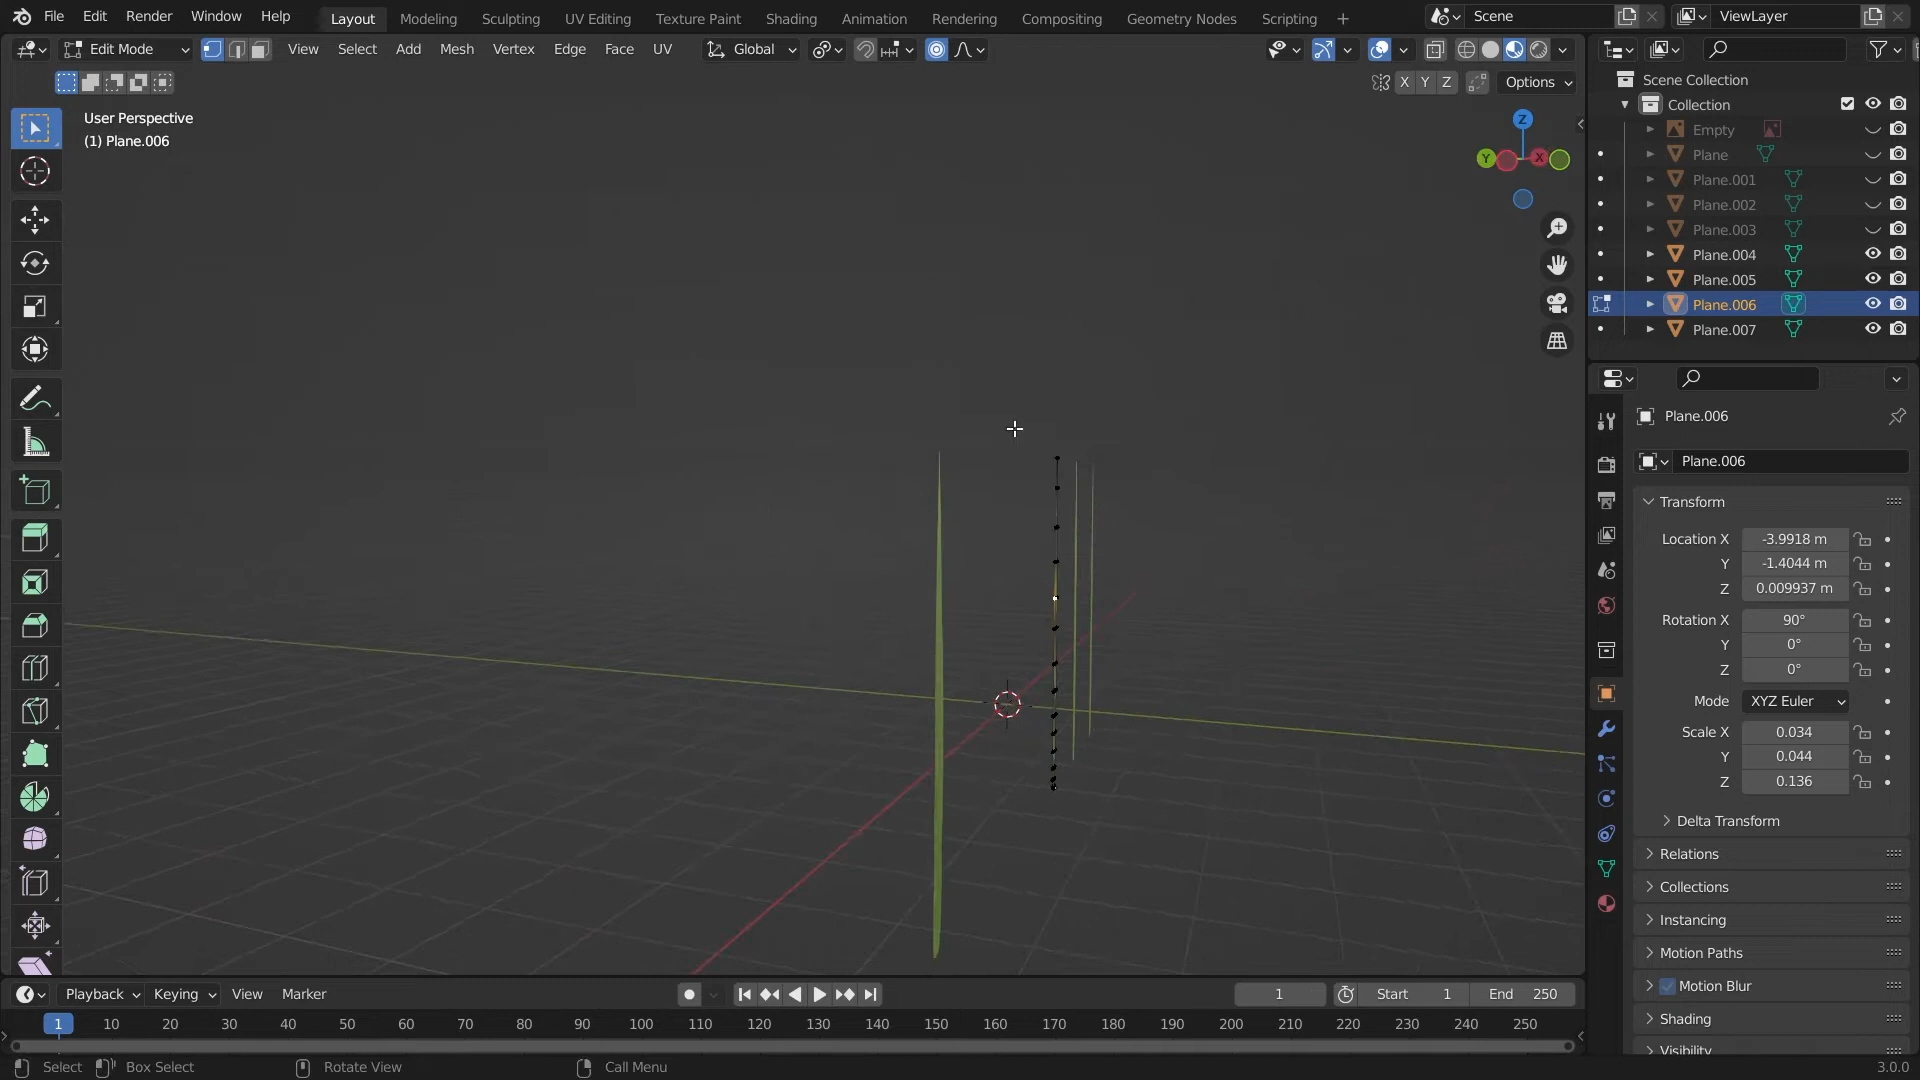 File Edit Render Window Help Layout Modeling Sculpting UV Editing Texture Paint Shading Animation Rendering Compositing Geometry Nodes Scripting + Scene ViewLayer
Edit Mode View Select Add Mesh Vertex Edge Face UV Global
X Y Z Options
User Perspective
(1) Plane.006
Z
Y X
Scene Collection
Collection
Empty
Plane
Plane.001
Plane.002
Plane.003
Plane.004
Plane.005
Plane.006
Plane.007
Plane.006
Plane.006
Transform
Location X -3.9918 m
Y -1.4044 m
Z 0.009937 m
Rotation X 90°
Y 0°
Z 0°
Mode XYZ Euler
Scale X 0.034
Y 0.044
Z 0.136
Delta Transform
Relations
Collections
Instancing
Motion Paths
Motion Blur
Shading
Visibility
Playback Keying View Marker 1 Start 1 End 250
1 10 20 30 40 50 60 70 80 90 100 110 120 130 140 150 160 170 180 190 200 210 220 230 240 250
Select Box Select Rotate View Call Menu 3.0.0